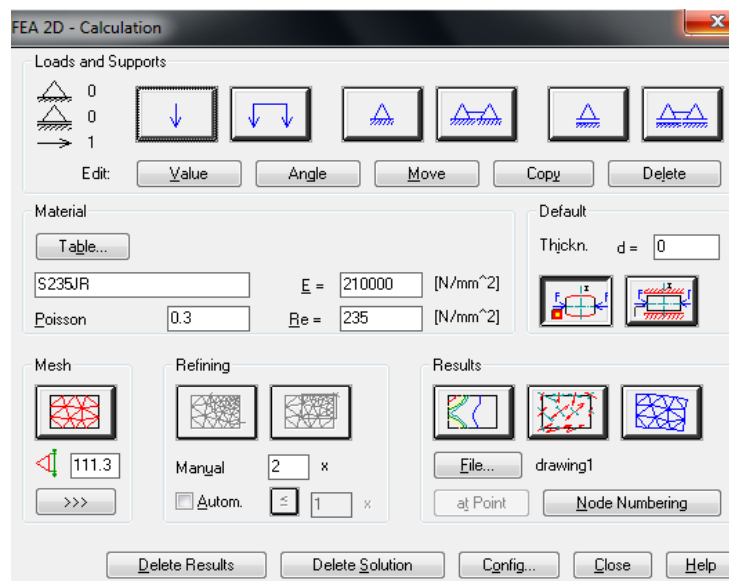 FEA 2D - Calculation
Loads and Supports
0
0
1
Edit: Value Angle Move Copy Delete
Material
Default
Table...
Thickn. d = 0
S235JR E = 210000 [N/mm^2]
Poisson 0.3 Re = 235 [N/mm^2]
F F
F F
Mesh Refining Results
111.3 Manual 2 x File... drawing1
>>> Autom. ≤ 1 x at Point Node Numbering
Delete Results Delete Solution Config... Close Help